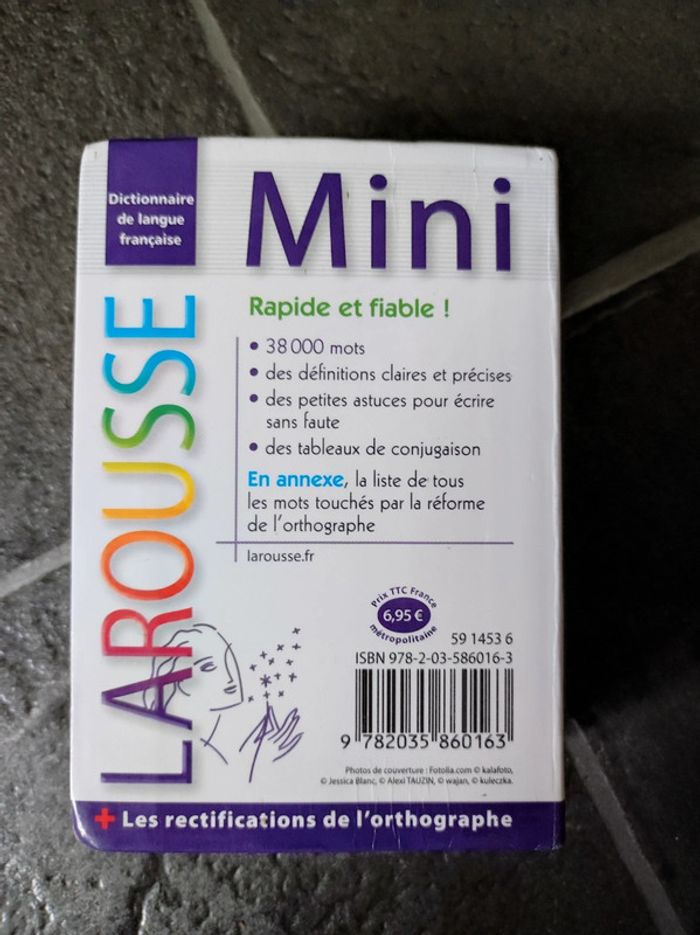 Dictionnaire
de langue
française
Mini
LAROUSSE
Rapide et fiable !
• 38 000 mots
• des définitions claires et précises
• des petites astuces pour écrire
sans faute
• des tableaux de conjugaison
En annexe, la liste de tous
les mots touchés par la réforme
de l'orthographe
larousse.fr
Prix TTC France
6,95 €
métropolitaine
59 1453 6
ISBN 978-2-03-586016-3
9 782035 860163
Photos de couverture : Fotolia.com © kalafoto,
© Jessica Blanc, © Alexi TAUZIN, © wajan, © kuleczka.
+ Les rectifications de l'orthographe